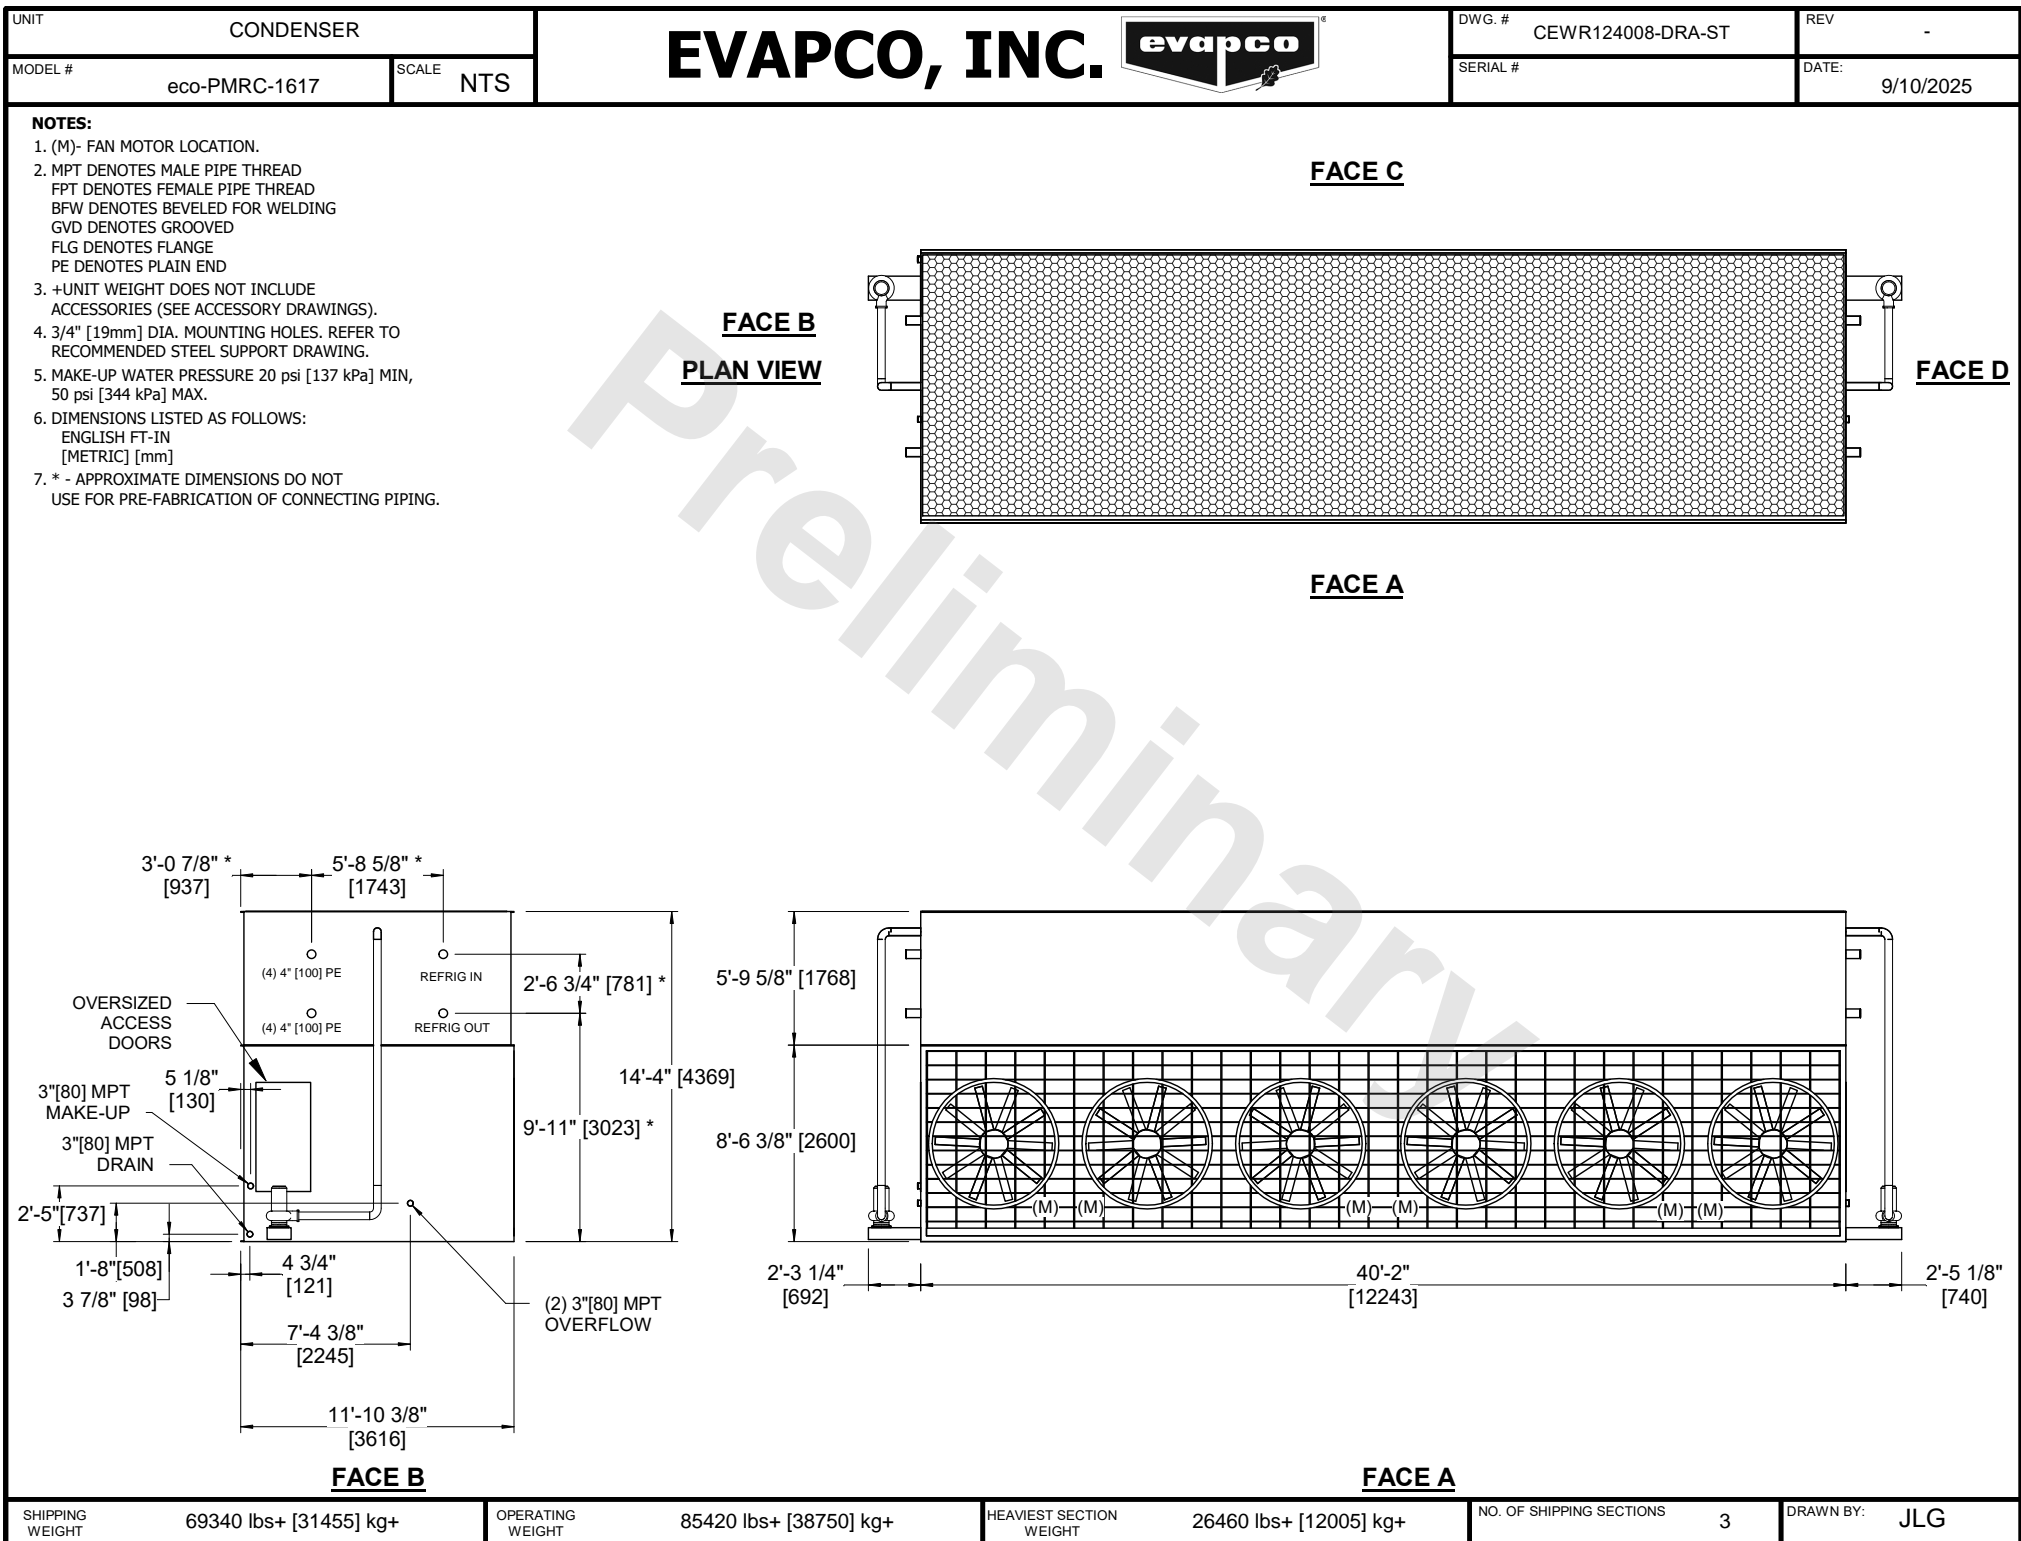 UNIT
CONDENSER
MODEL #
eco-PMRC-1617
SCALE
NTS
EVAPCO, INC.
evapco
®
DWG. #
CEWR124008-DRA-ST
REV
-
SERIAL #
DATE:
9/10/2025
NOTES:
1. (M)- FAN MOTOR LOCATION.
2. MPT DENOTES MALE PIPE THREAD
FPT DENOTES FEMALE PIPE THREAD
BFW DENOTES BEVELED FOR WELDING
GVD DENOTES GROOVED
FLG DENOTES FLANGE
PE DENOTES PLAIN END
3. +UNIT WEIGHT DOES NOT INCLUDE
ACCESSORIES (SEE ACCESSORY DRAWINGS).
4. 3/4" [19mm] DIA. MOUNTING HOLES. REFER TO
RECOMMENDED STEEL SUPPORT DRAWING.
5. MAKE-UP WATER PRESSURE 20 psi [137 kPa] MIN,
50 psi [344 kPa] MAX.
6. DIMENSIONS LISTED AS FOLLOWS:
ENGLISH FT-IN
[METRIC] [mm]
7. * - APPROXIMATE DIMENSIONS DO NOT
USE FOR PRE-FABRICATION OF CONNECTING PIPING.
FACE C
FACE B
PLAN VIEW
FACE D
FACE A
Preliminary
3'-0 7/8" *
[937]
5'-8 5/8" *
[1743]
(4) 4" [100] PE
REFRIG IN
(4) 4" [100] PE
REFRIG OUT
2'-6 3/4" [781] *
OVERSIZED
ACCESS
DOORS
5 1/8"
[130]
3"[80] MPT
MAKE-UP
3"[80] MPT
DRAIN
14'-4" [4369]
9'-11" [3023] *
2'-5"[737]
1'-8"[508]
3 7/8" [98]
4 3/4"
[121]
(2) 3"[80] MPT
OVERFLOW
7'-4 3/8"
[2245]
11'-10 3/8"
[3616]
FACE B
5'-9 5/8" [1768]
8'-6 3/8" [2600]
(M) (M) (M) (M) (M) (M)
2'-3 1/4"
[692]
40'-2"
[12243]
2'-5 1/8"
[740]
FACE A
SHIPPING
WEIGHT
69340 lbs+ [31455] kg+
OPERATING
WEIGHT
85420 lbs+ [38750] kg+
HEAVIEST SECTION
WEIGHT
26460 lbs+ [12005] kg+
NO. OF SHIPPING SECTIONS
3
DRAWN BY:
JLG